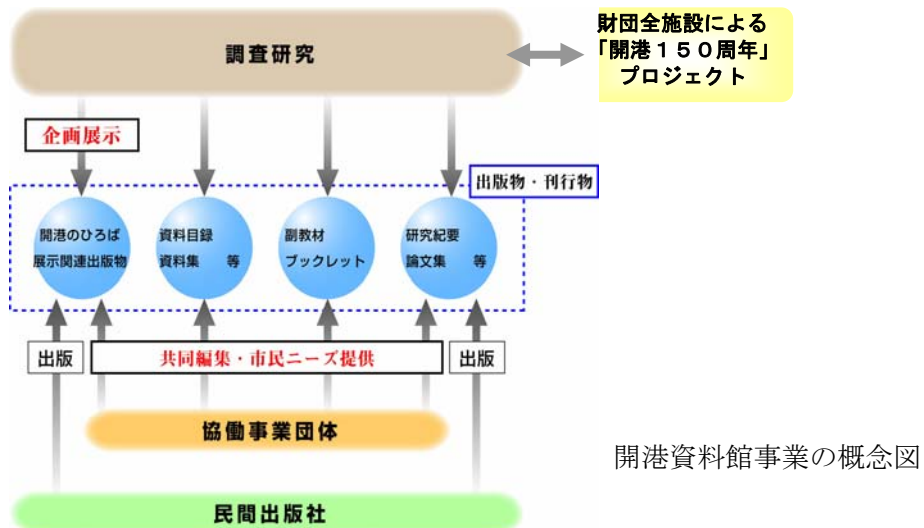 調査研究
財団全施設による
「開港１５０周年」
プロジェクト
企画展示
出版物・刊行物
開港のひろば
展示関連出版物
資料目録
資料集　等
副教材
ブックレット
研究紀要
論文集　等
出版
共同編集・市民ニーズ提供
出版
協働事業団体
開港資料館事業の概念図
民間出版社